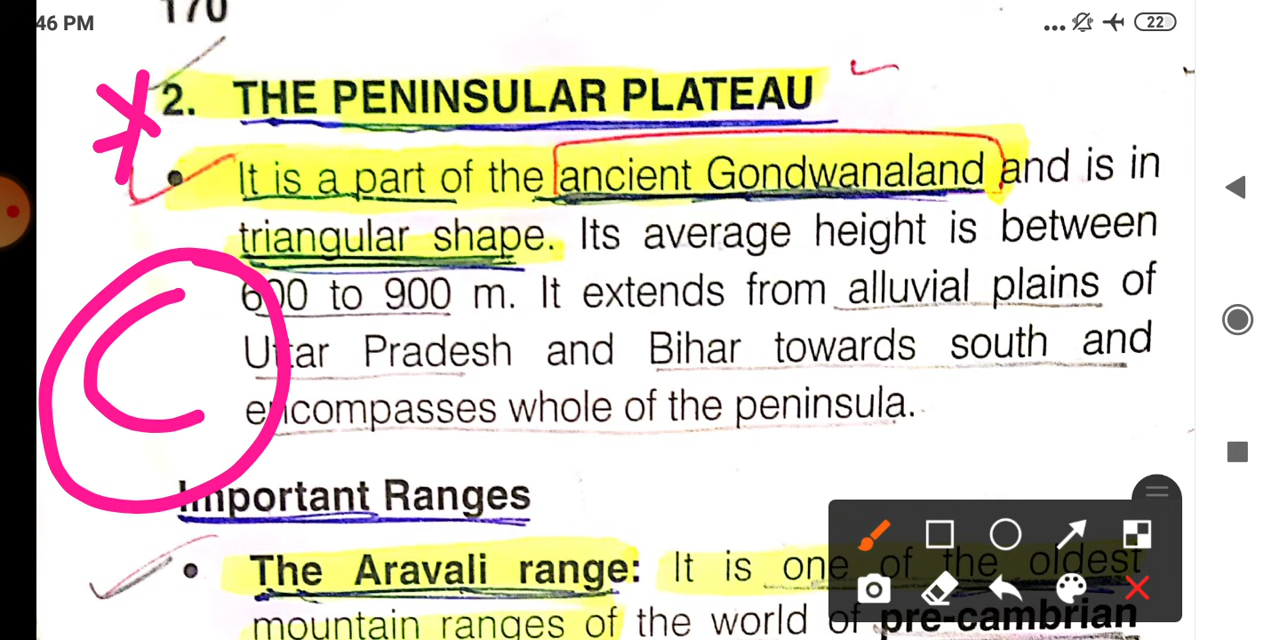 170
46 PM
22
2. THE PENINSULAR PLATEAU
• It is a part of the ancient Gondwanaland and is in
triangular shape. Its average height is between
600 to 900 m. It extends from alluvial plains of
Uttar Pradesh and Bihar towards south and
encompasses whole of the peninsula.
Important Ranges
• The Aravali range: It is one of the oldest
mountain ranges of the world of pre-cambrian